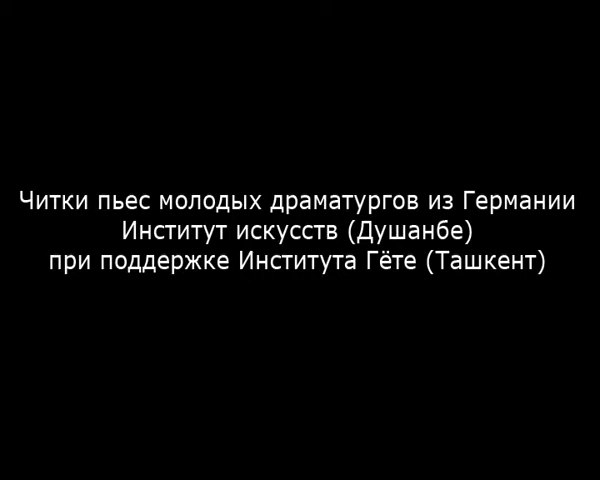 Читки пьес молодых драматургов из Германии
Институт искусств (Душанбе)
при поддержке Института Гёте (Ташкент)